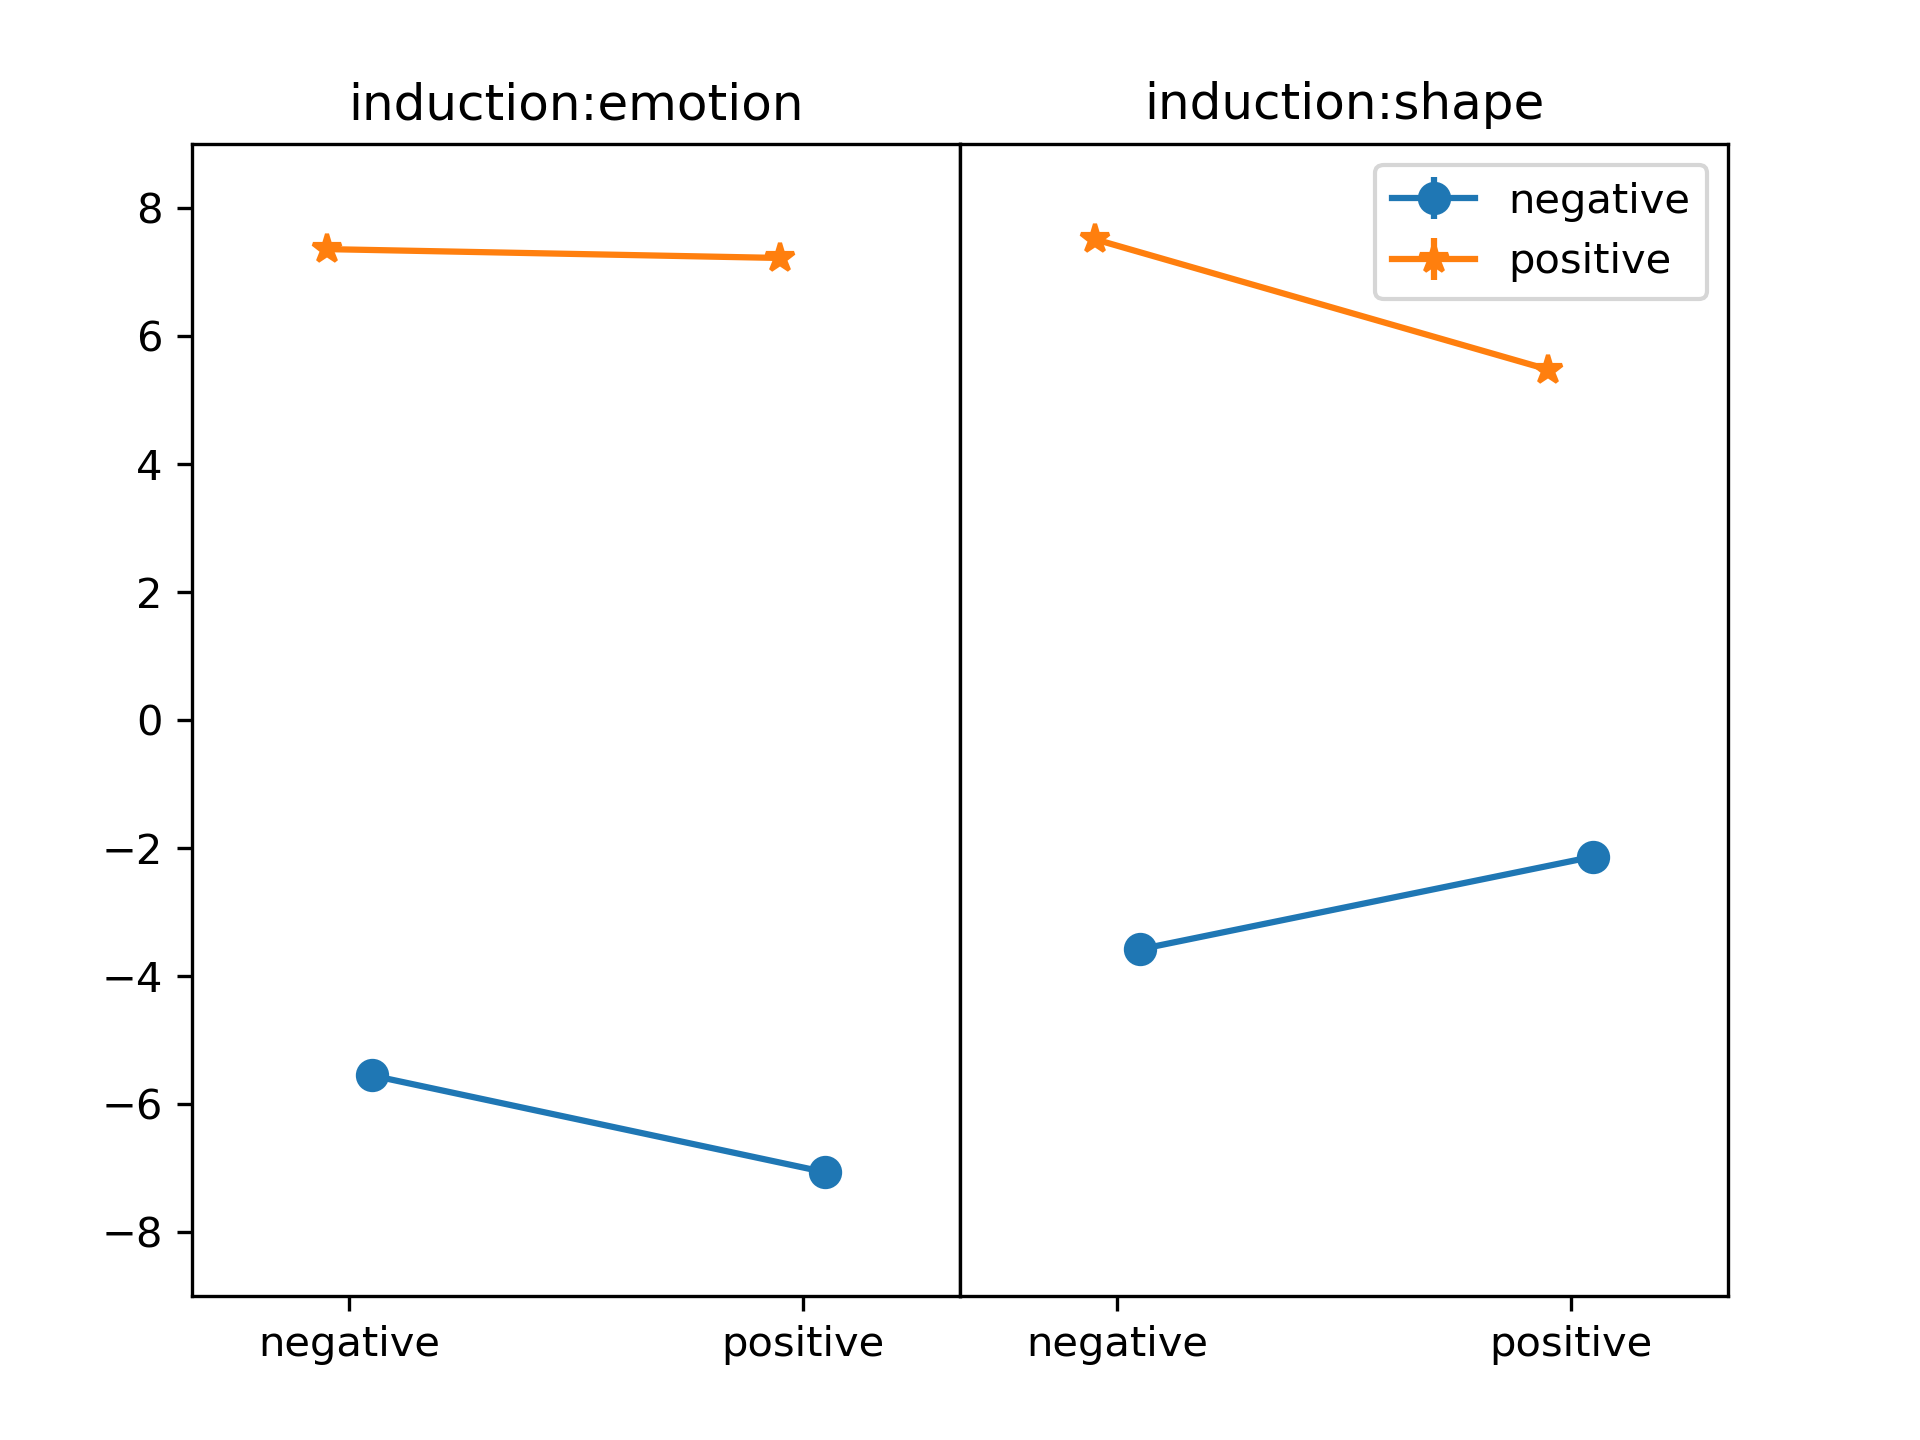 induction:emotion
induction:shape
negative
positive
8
6
4
2
0
−2
−4
−6
−8
negative
positive
negative
positive